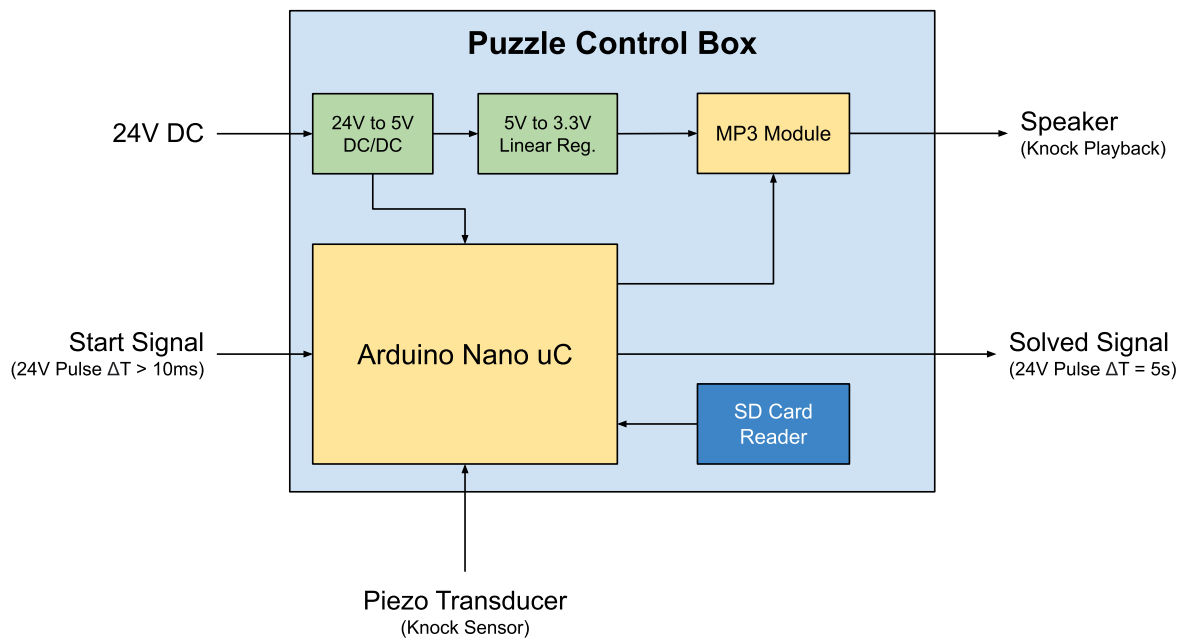 Puzzle Control Box
24V DC
24V to 5V
DC/DC
5V to 3.3V
Linear Reg.
MP3 Module
Speaker
(Knock Playback)
Start Signal
(24V Pulse ΔT > 10ms)
Arduino Nano uC
Solved Signal
(24V Pulse ΔT = 5s)
SD Card
Reader
Piezo Transducer
(Knock Sensor)